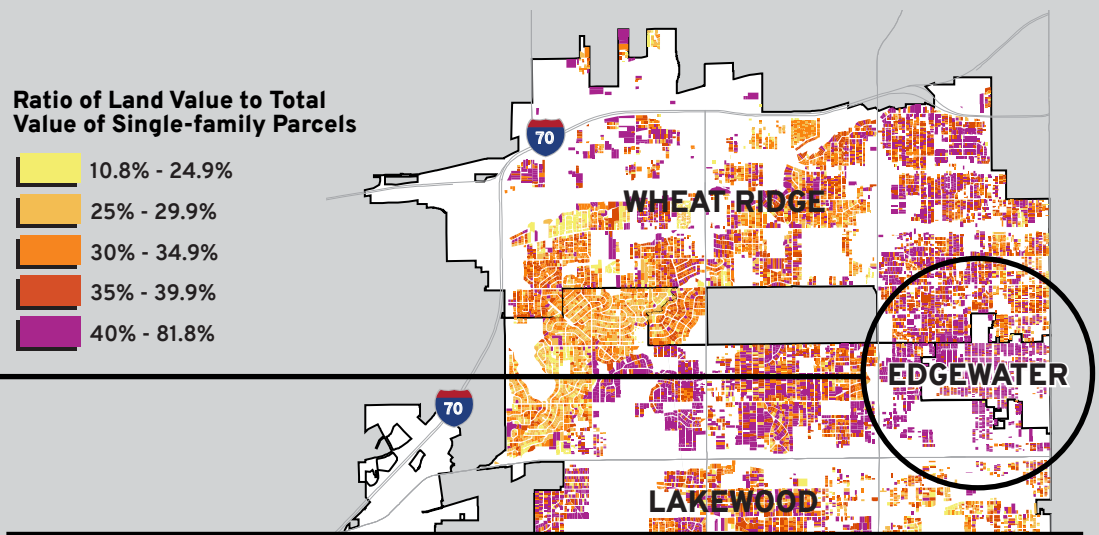 Ratio of Land Value to Total
Value of Single-family Parcels
10.8% - 24.9%
25% - 29.9%
30% - 34.9%
35% - 39.9%
40% - 81.8%
70
WHEAT RIDGE
EDGEWATER
70
LAKEWOOD